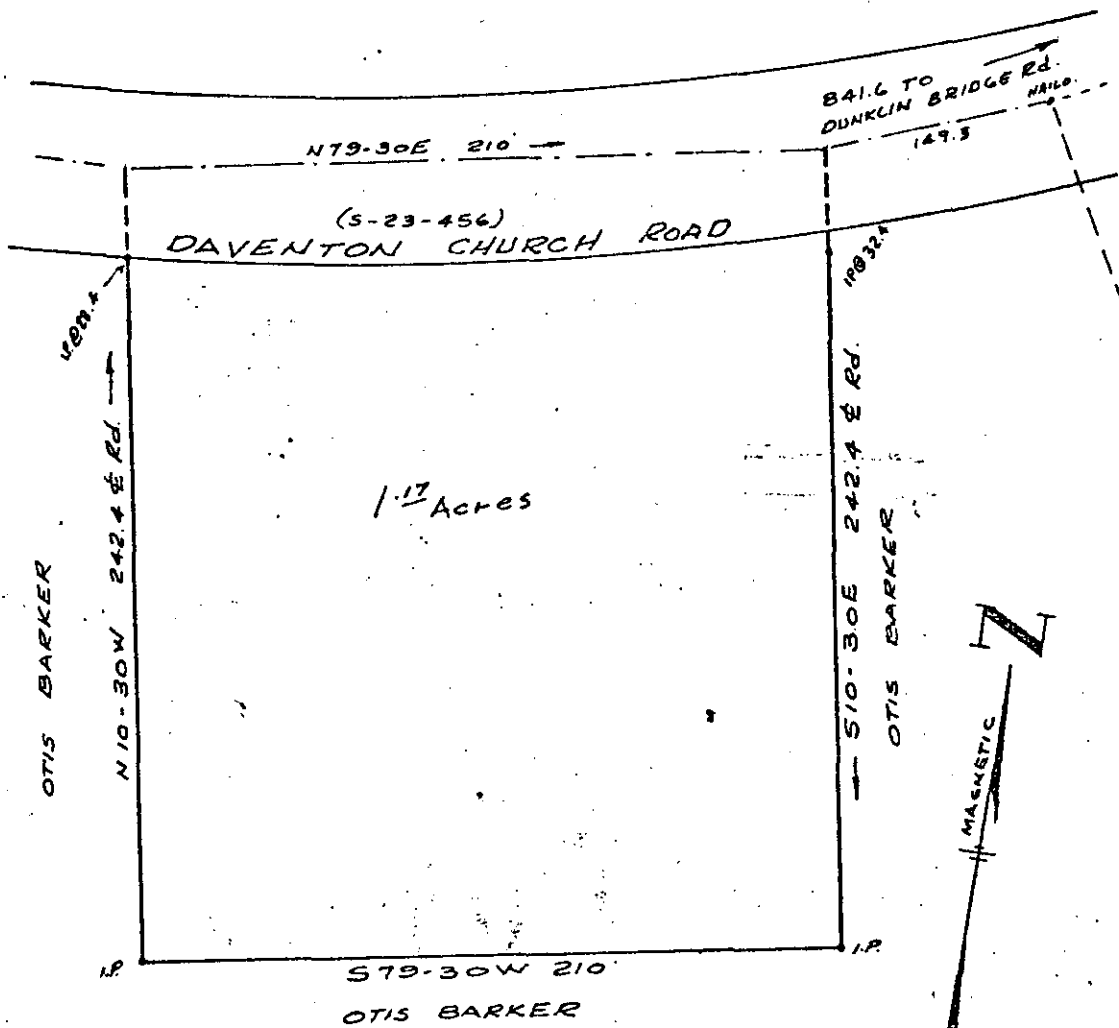 841.6 TO
DUNKLIN BRIDGE Rd.
NAIL
149.3
N79-30E 210'
(S-23-456)
DAVENTON CHURCH ROAD
I.P.@ 32.4
N10-30W 242.4 ℄ Rd.
OTIS BARKER
1.17 Acres
S10-30E 242.4 ℄ Rd.
OTIS BARKER
N
MAGNETIC
I.P.
I.P.
S79-30W 210'
OTIS BARKER